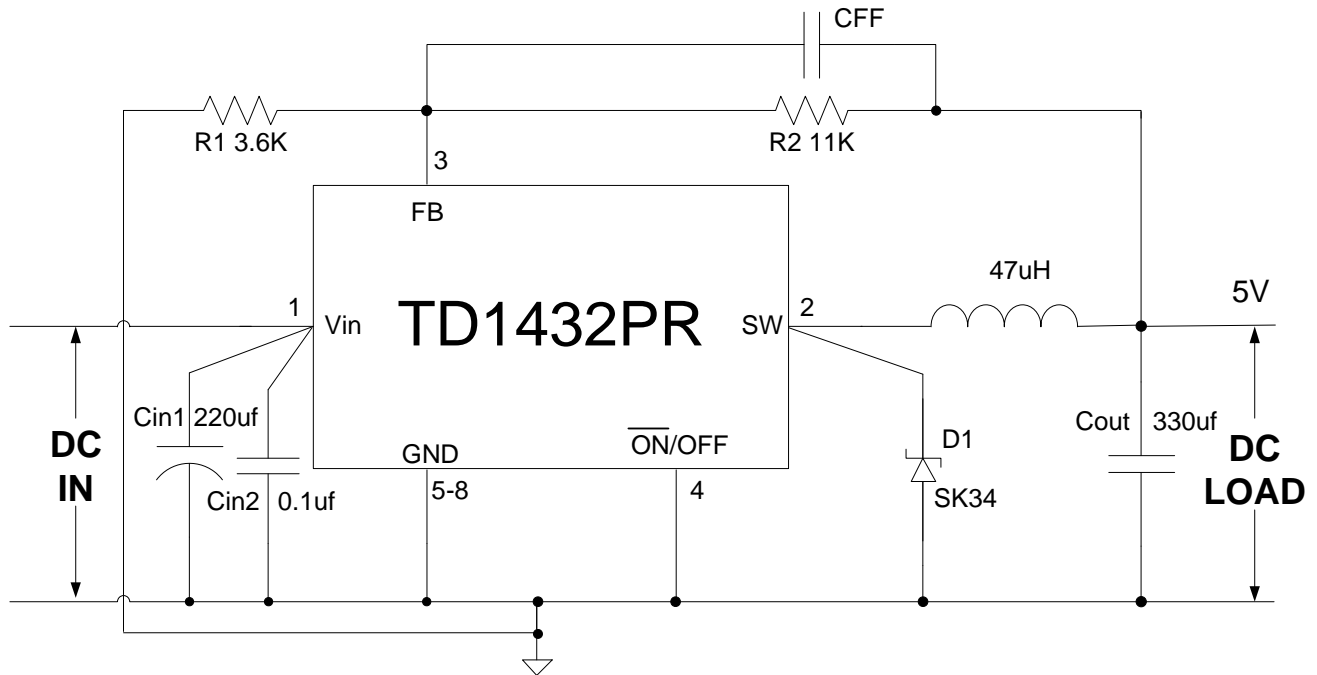 CFF
R1 3.6K
R2 11K
3
FB
47uH
1
2
5V
Vin
TD1432PR
SW
Cin1 220uf
Cout 330uf
DC
IN
GND
ON/OFF
D1
DC
LOAD
Cin2 0.1uf
5-8
4
SK34